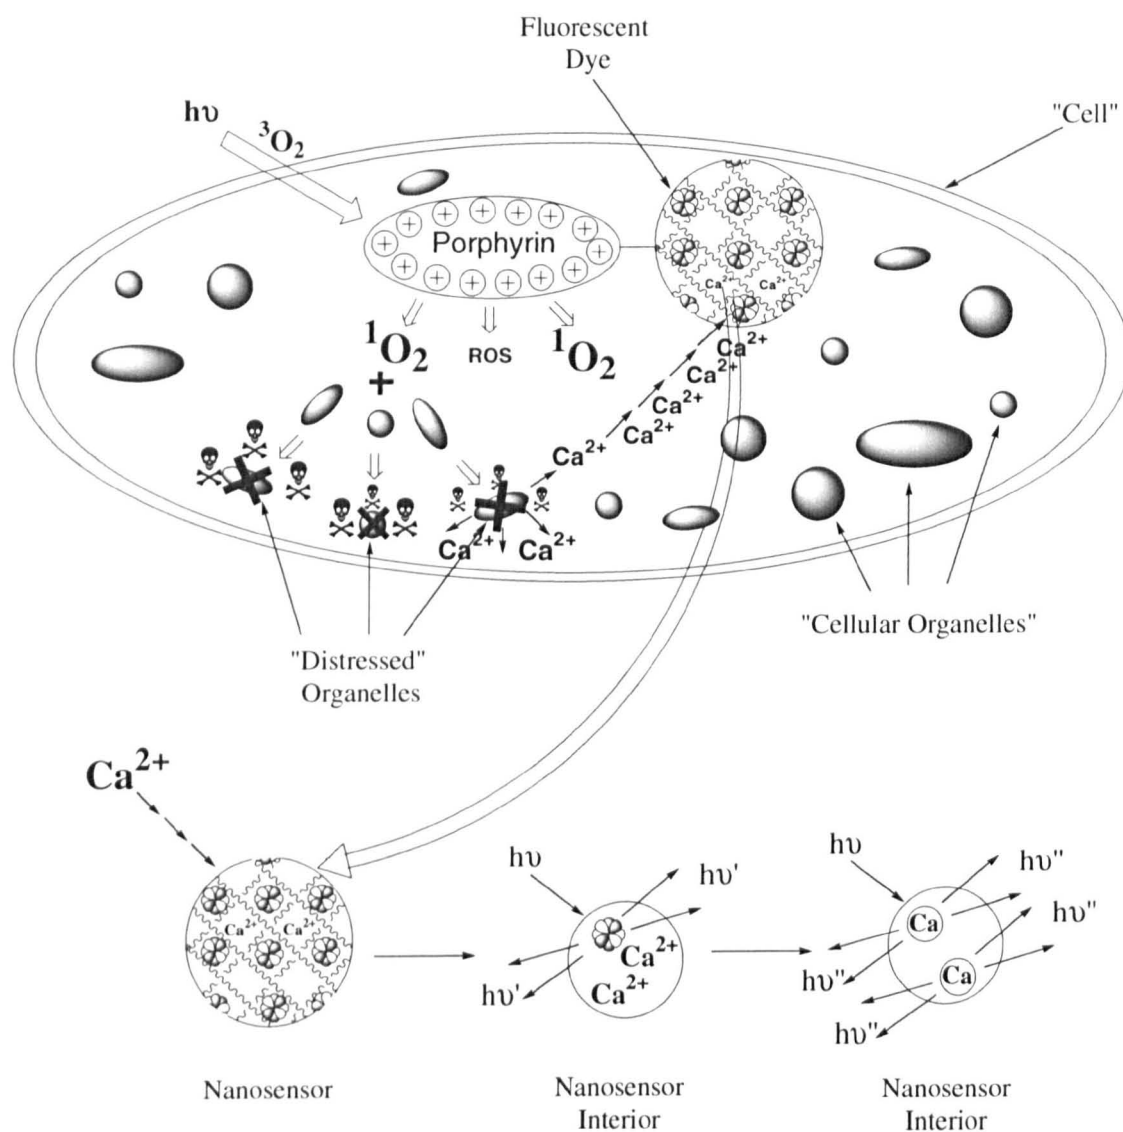 Fluorescent
Dye
hυ
³O₂
"Cell"
+ + + + + + + + + + + + + + +
Porphyrin
Ca²⁺ Ca²⁺
¹O₂
ROS
¹O₂
+
Ca²⁺
Ca²⁺
Ca²⁺
Ca²⁺
Ca²⁺
Ca²⁺ Ca²⁺
"Cellular Organelles"
"Distressed"
Organelles
Ca²⁺
Ca²⁺ Ca²⁺
Nanosensor
hυ
hυ'
Ca²⁺
Ca²⁺
hυ'
Nanosensor
Interior
hυ
hυ"
hυ"
Ca
Ca
hυ"
hυ"
Nanosensor
Interior